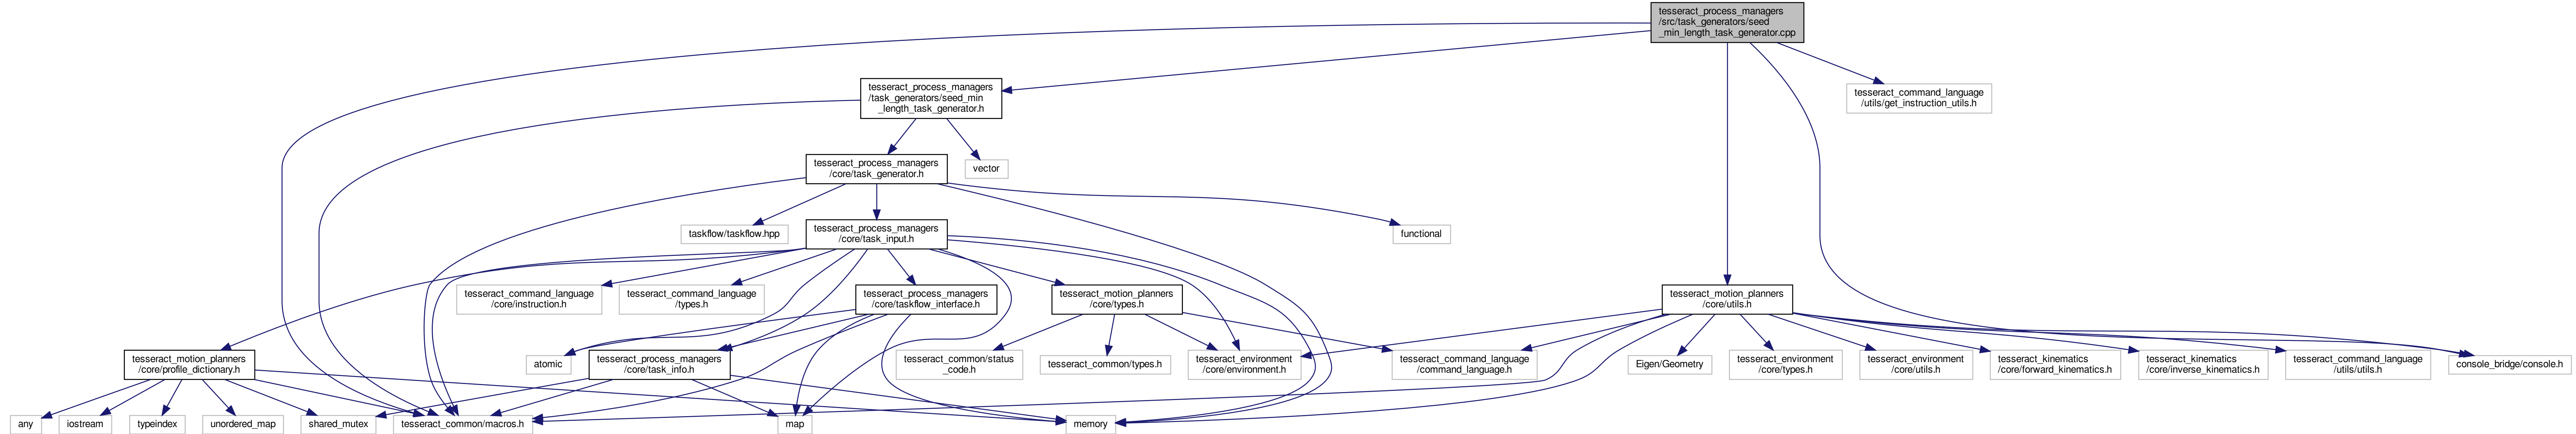 tesseract_process_managers
/src/task_generators/seed
_min_length_task_generator.cpp
tesseract_process_managers
/task_generators/seed_min
_length_task_generator.h
tesseract_command_language
/utils/get_instruction_utils.h
tesseract_process_managers
/core/task_generator.h
vector
taskflow/taskflow.hpp
tesseract_process_managers
/core/task_input.h
functional
tesseract_command_language
/core/instruction.h
tesseract_command_language
/types.h
tesseract_process_managers
/core/taskflow_interface.h
tesseract_motion_planners
/core/types.h
tesseract_motion_planners
/core/utils.h
tesseract_motion_planners
/core/profile_dictionary.h
atomic
tesseract_process_managers
/core/task_info.h
tesseract_common/status
_code.h
tesseract_common/types.h
tesseract_environment
/core/environment.h
tesseract_command_language
/command_language.h
Eigen/Geometry
tesseract_environment
/core/types.h
tesseract_environment
/core/utils.h
tesseract_kinematics
/core/forward_kinematics.h
tesseract_kinematics
/core/inverse_kinematics.h
tesseract_command_language
/utils/utils.h
console_bridge/console.h
any
iostream
typeindex
unordered_map
shared_mutex
tesseract_common/macros.h
map
memory